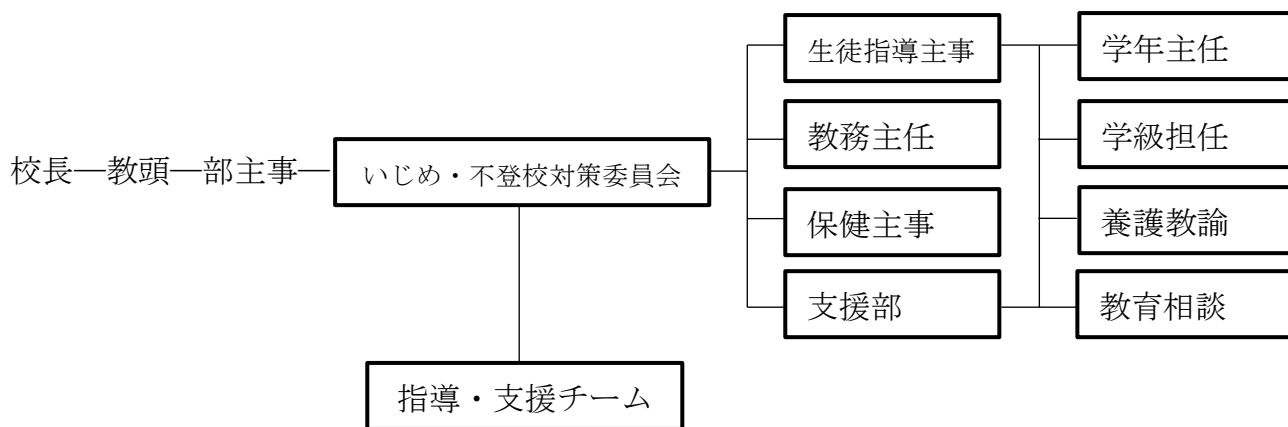 校長―教頭―部主事―
いじめ・不登校対策委員会
生徒指導主事
教務主任
保健主事
支援部
学年主任
学級担任
養護教諭
教育相談
指導・支援チーム